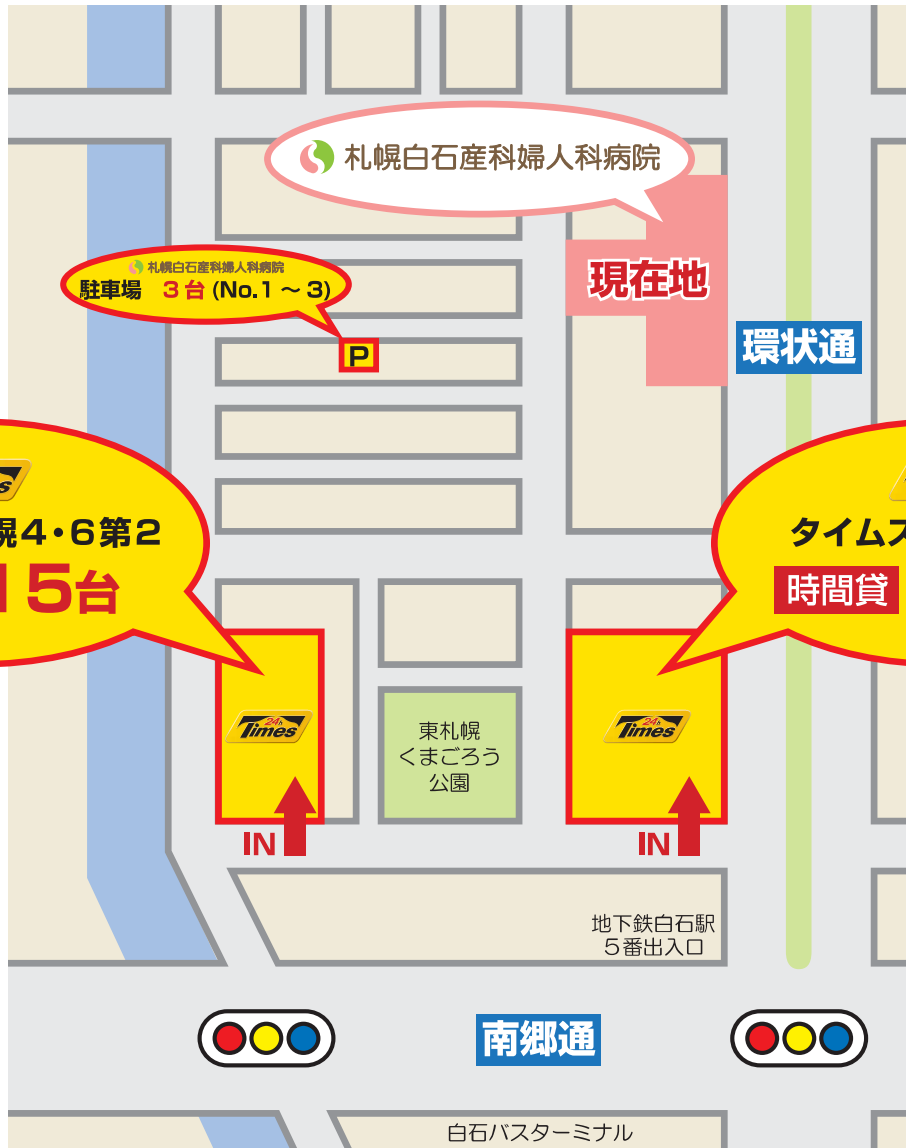 札幌白石産科婦人科病院
札幌白石産科婦人科病院
駐車場 3台(No.1～3)
P
現在地
環状通
幌4・6第2
15台
タイムス
時間貸
24h
Times
24h
Times
東札幌
くまごろう
公園
IN
IN
地下鉄白石駅
5番出入口
南郷通
白石バスターミナル